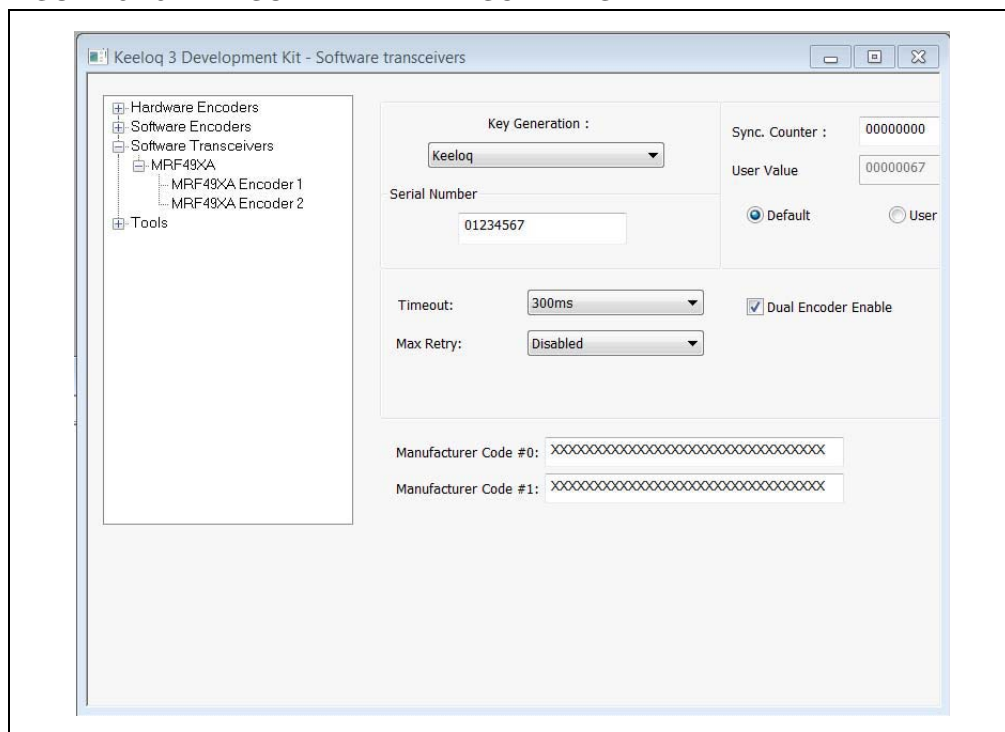 Keeloq 3 Development Kit - Software transceivers
Hardware Encoders
Software Encoders
Software Transceivers
MRF49XA
MRF49XA Encoder 1
MRF49XA Encoder 2
Tools
Key Generation :
Keeloq
Serial Number
01234567
Sync. Counter : 00000000
User Value 00000067
Default User
Timeout: 300ms
Dual Encoder Enable
Max Retry: Disabled
Manufacturer Code #0: XXXXXXXXXXXXXXXXXXXXXXXXXXXXXXXX
Manufacturer Code #1: XXXXXXXXXXXXXXXXXXXXXXXXXXXXXXXX